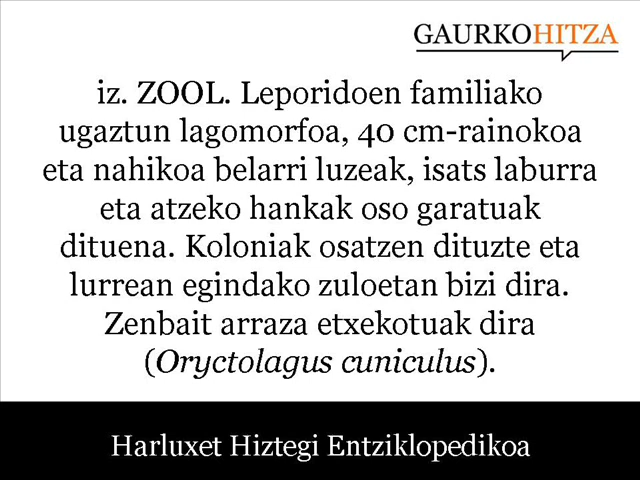 GAURKOHITZA
iz. ZOOL. Leporidoen familiako
ugaztun lagomorfoa, 40 cm-rainokoa
eta nahikoa belarri luzeak, isats laburra
eta atzeko hankak oso garatuak
dituena. Koloniak osatzen dituzte eta
lurrean egindako zuloetan bizi dira.
Zenbait arraza etxekotuak dira
(Oryctolagus cuniculus).
Harluxet Hiztegi Entziklopedikoa